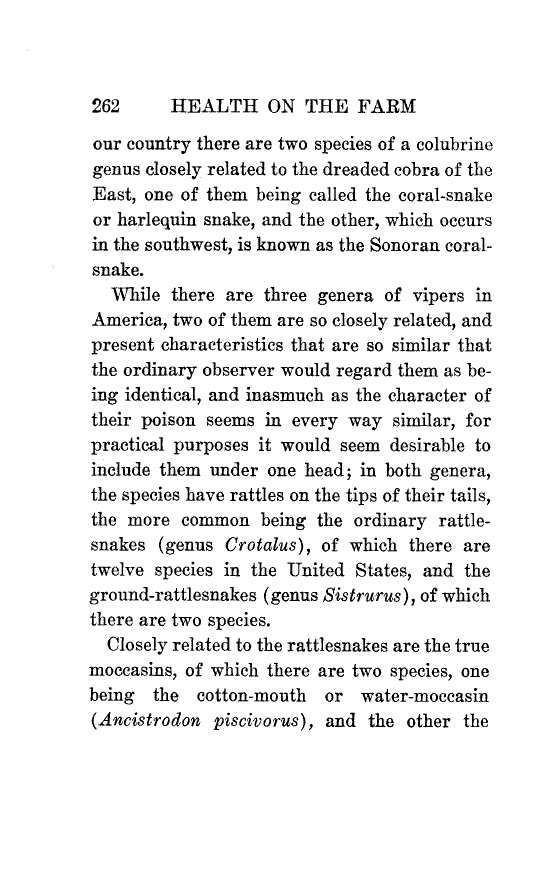 262 HEALTH ON THE FARM
our country there are two species of a colubrine
genus closely related to the dreaded cobra of the
East, one of them being called the coral-snake
or harlequin snake, and the other, which occurs
in the southwest, is known as the Sonoran coral-
snake.
While there are three genera of vipers in
America, two of them are so closely related, and
present characteristics that are so similar that
the ordinary observer would regard them as be-
ing identical, and inasmuch as the character of
their poison seems in every way similar, for
practical purposes it would seem desirable to
include them under one head; in both genera,
the species have rattles on the tips of their tails,
the more common being the ordinary rattle-
snakes (genus Crotalus), of which there are
twelve species in the United States, and the
ground-rattlesnakes (genus Sistrurus), of which
there are two species.
Closely related to the rattlesnakes are the true
moccasins, of which there are two species, one
being the cotton-mouth or water-moccasin
(Ancistrodon piscivorus), and the other the